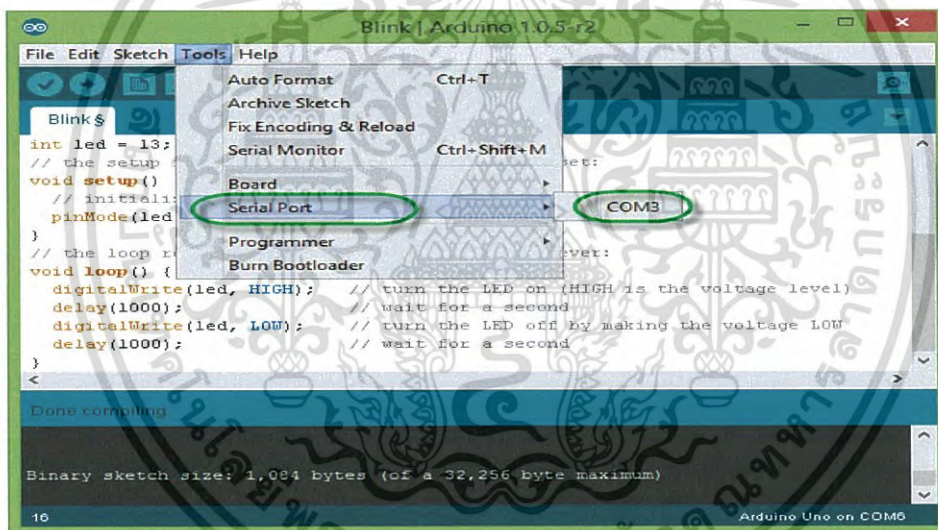 Blink | Arduino 1.0.5-r2
File Edit Sketch Tools Help
Auto Format Ctrl+T
Archive Sketch
Fix Encoding & Reload
Serial Monitor Ctrl+Shift+M
Board
Serial Port
COM3
Programmer
Burn Bootloader
Blink §
int led = 13;
// the setup et:
void setup()
// initiali
pinMode(led
}
// the loop r ever:
void loop() {
digitalWrite(led, HIGH); // turn the LED on (HIGH is the voltage level)
delay(1000); // wait for a second
digitalWrite(led, LOW); // turn the LED off by making the voltage LOW
delay(1000); // wait for a second
}
Done compiling
Binary sketch size: 1,084 bytes (of a 32,256 byte maximum)
16 Arduino Uno on COM6